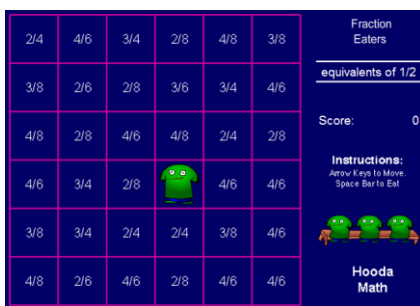 2/4 4/6 3/4 2/8 4/8 3/8
3/8 2/6 2/8 3/6 3/4 4/6
4/8 2/8 4/6 4/8 2/4 2/8
4/6 3/4 2/8 4/6 4/6
3/8 3/4 2/4 2/4 3/8 4/6
4/8 2/6 4/6 2/8 4/6 4/6
Fraction
Eaters
equivalents of 1/2
Score: 0
Instructions:
Arrow Keys to Move.
Space Bar to Eat
Hooda
Math